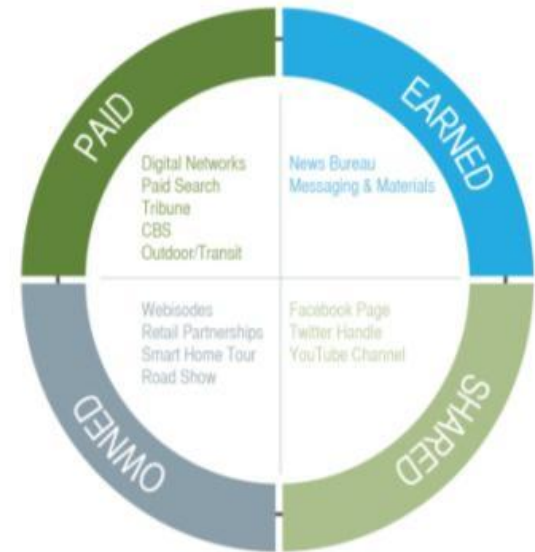 PAID
EARNED
Digital Networks
Paid Search
Tribune
CBS
Outdoor/Transit
News Bureau
Messaging & Materials
Webisodes
Retail Partnerships
Smart Home Tour
Road Show
Facebook Page
Twitter Handle
YouTube Channel
OWNED
SHARED